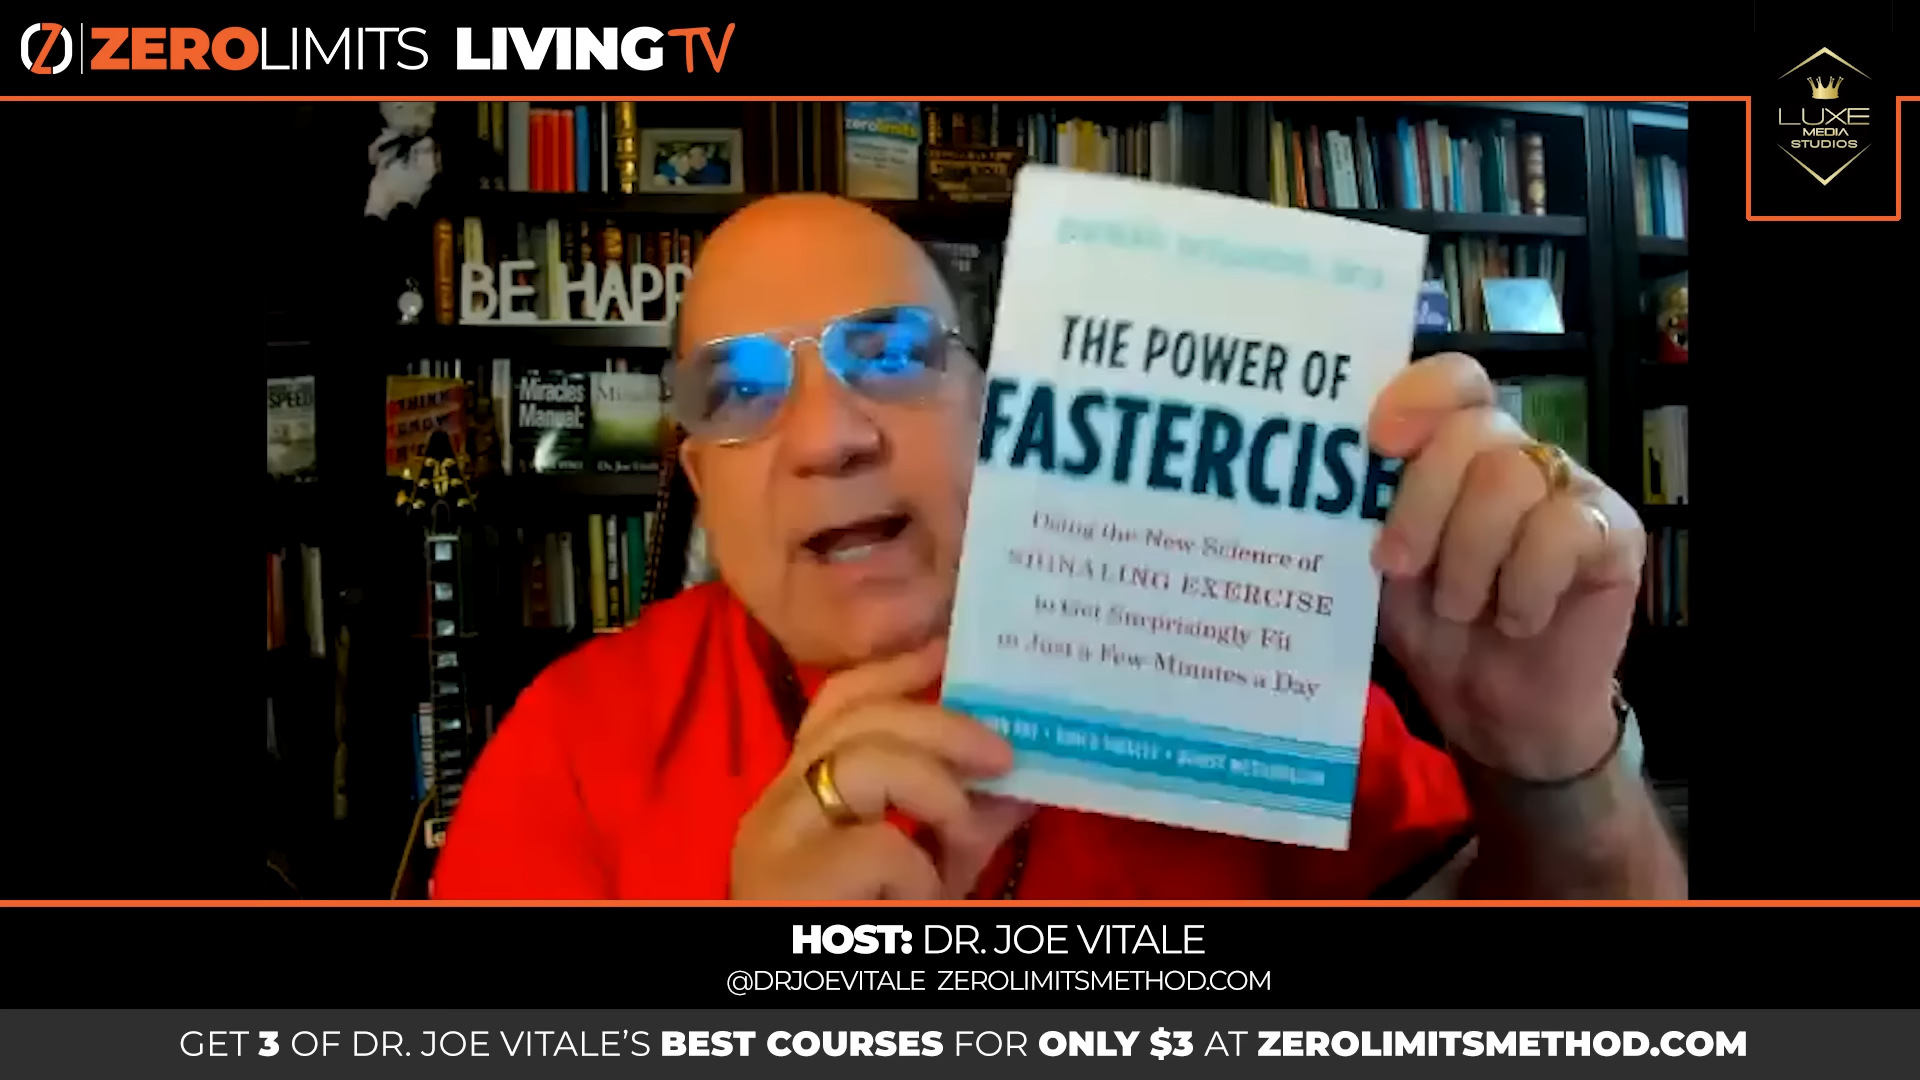 ZEROLIMITS LIVING TV
LUXE
MEDIA
STUDIOS
zerolimits
BE HAPP
SPEED
Miracles
Manual:
THE POWER OF
FASTERCISE
Using the New Science of
SIGNALING EXERCISE
to Get Surprisingly Fit
in Just a Few Minutes a Day
HOST: DR. JOE VITALE
@DRJOEVITALE ZEROLIMITSMETHOD.COM
GET 3 OF DR. JOE VITALE'S BEST COURSES FOR ONLY $3 AT ZEROLIMITSMETHOD.COM